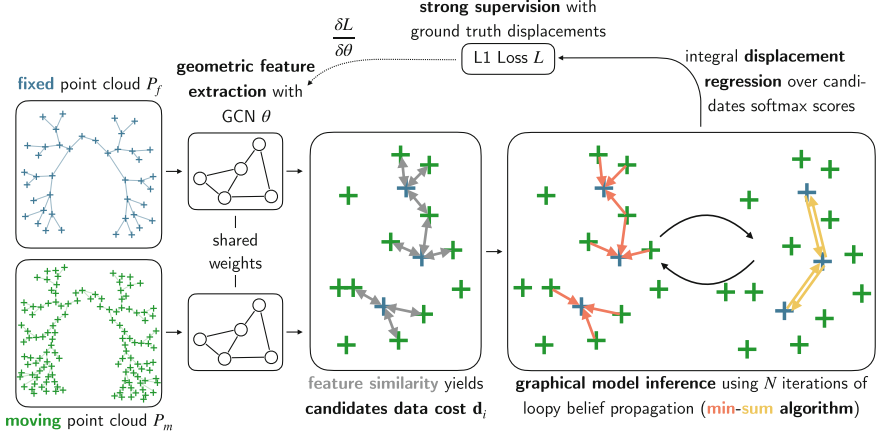 strong supervision with
ground truth displacements
δL
δθ
L1 Loss L
integral displacement
regression over candi-
dates softmax scores
geometric feature
extraction with
GCN θ
fixed point cloud P_f
shared
weights
moving point cloud P_m
feature similarity yields
candidates data cost d_i
graphical model inference using N iterations of
loopy belief propagation (min-sum algorithm)